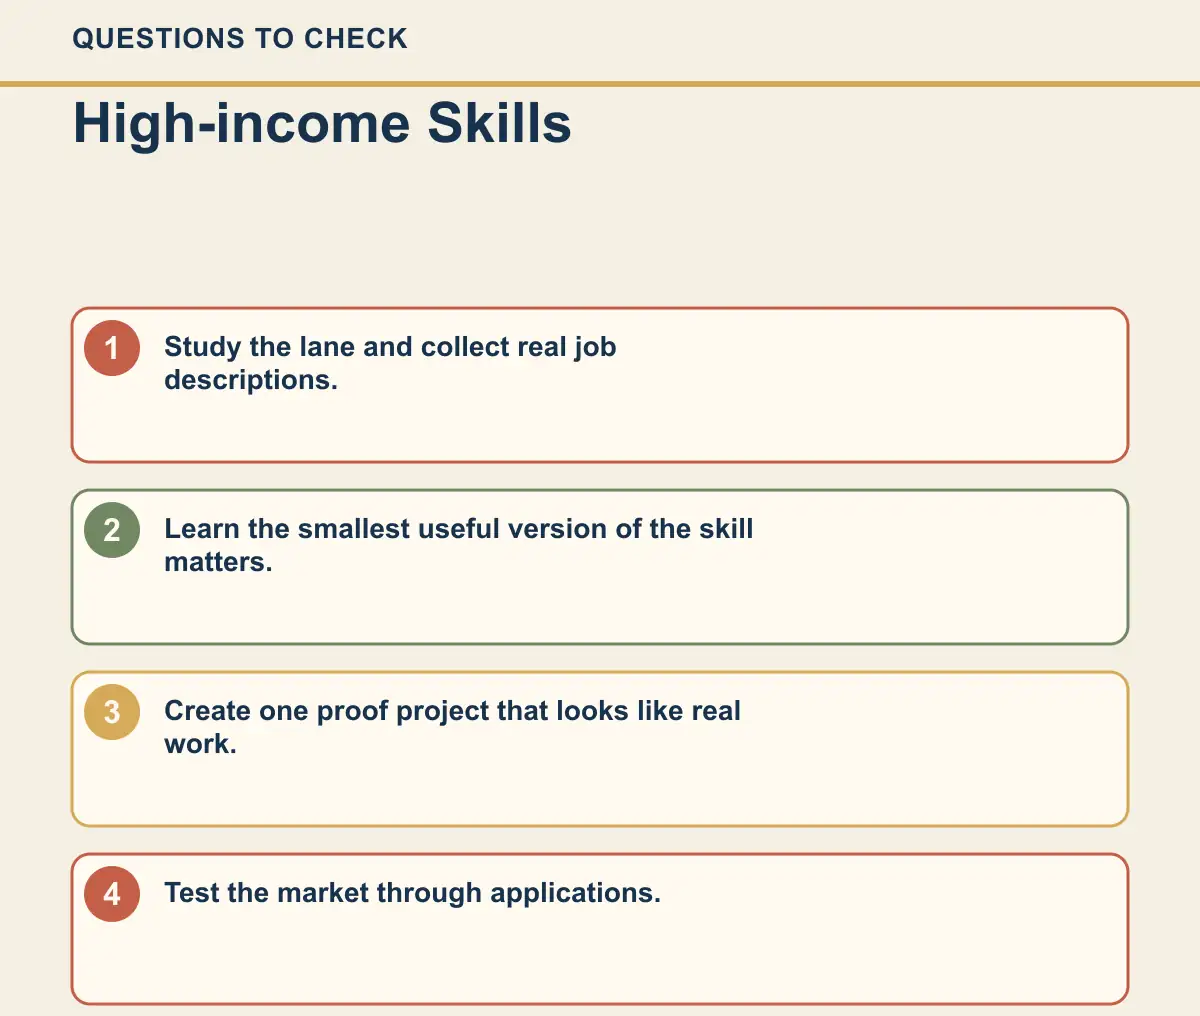 QUESTIONS TO CHECK
High-income Skills
1
Study the lane and collect real job
descriptions.
2
Learn the smallest useful version of the skill
matters.
3
Create one proof project that looks like real
work.
4
Test the market through applications.